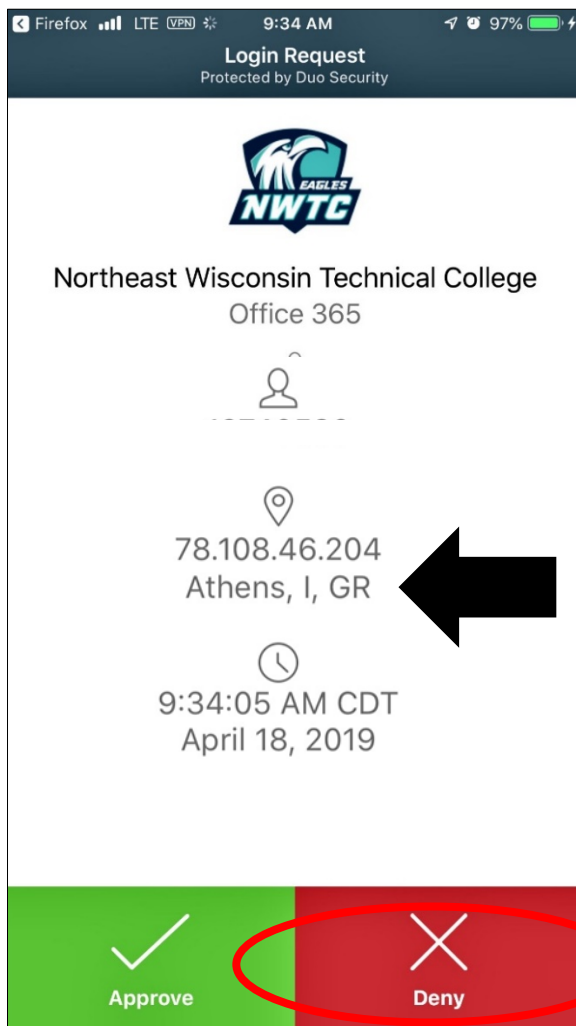 Firefox LTE VPN 9:34 AM 97%
Login Request
Protected by Duo Security
EAGLES
NWTC
Northeast Wisconsin Technical College
Office 365
78.108.46.204
Athens, I, GR
9:34:05 AM CDT
April 18, 2019
Approve Deny